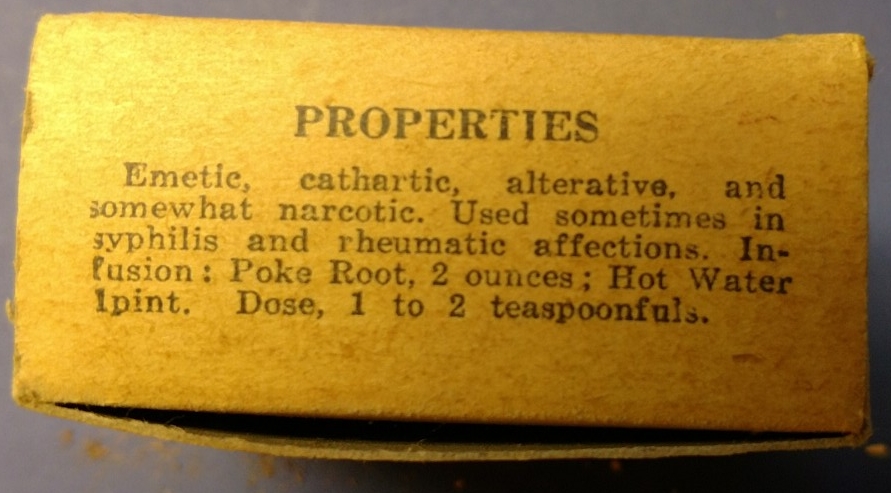 PROPERTIES
Emetic, cathartic, alterative, and
somewhat narcotic. Used sometimes in
syphilis and rheumatic affections. In-
fusion: Poke Root, 2 ounces; Hot Water
1pint. Dose, 1 to 2 teaspoonfuls.